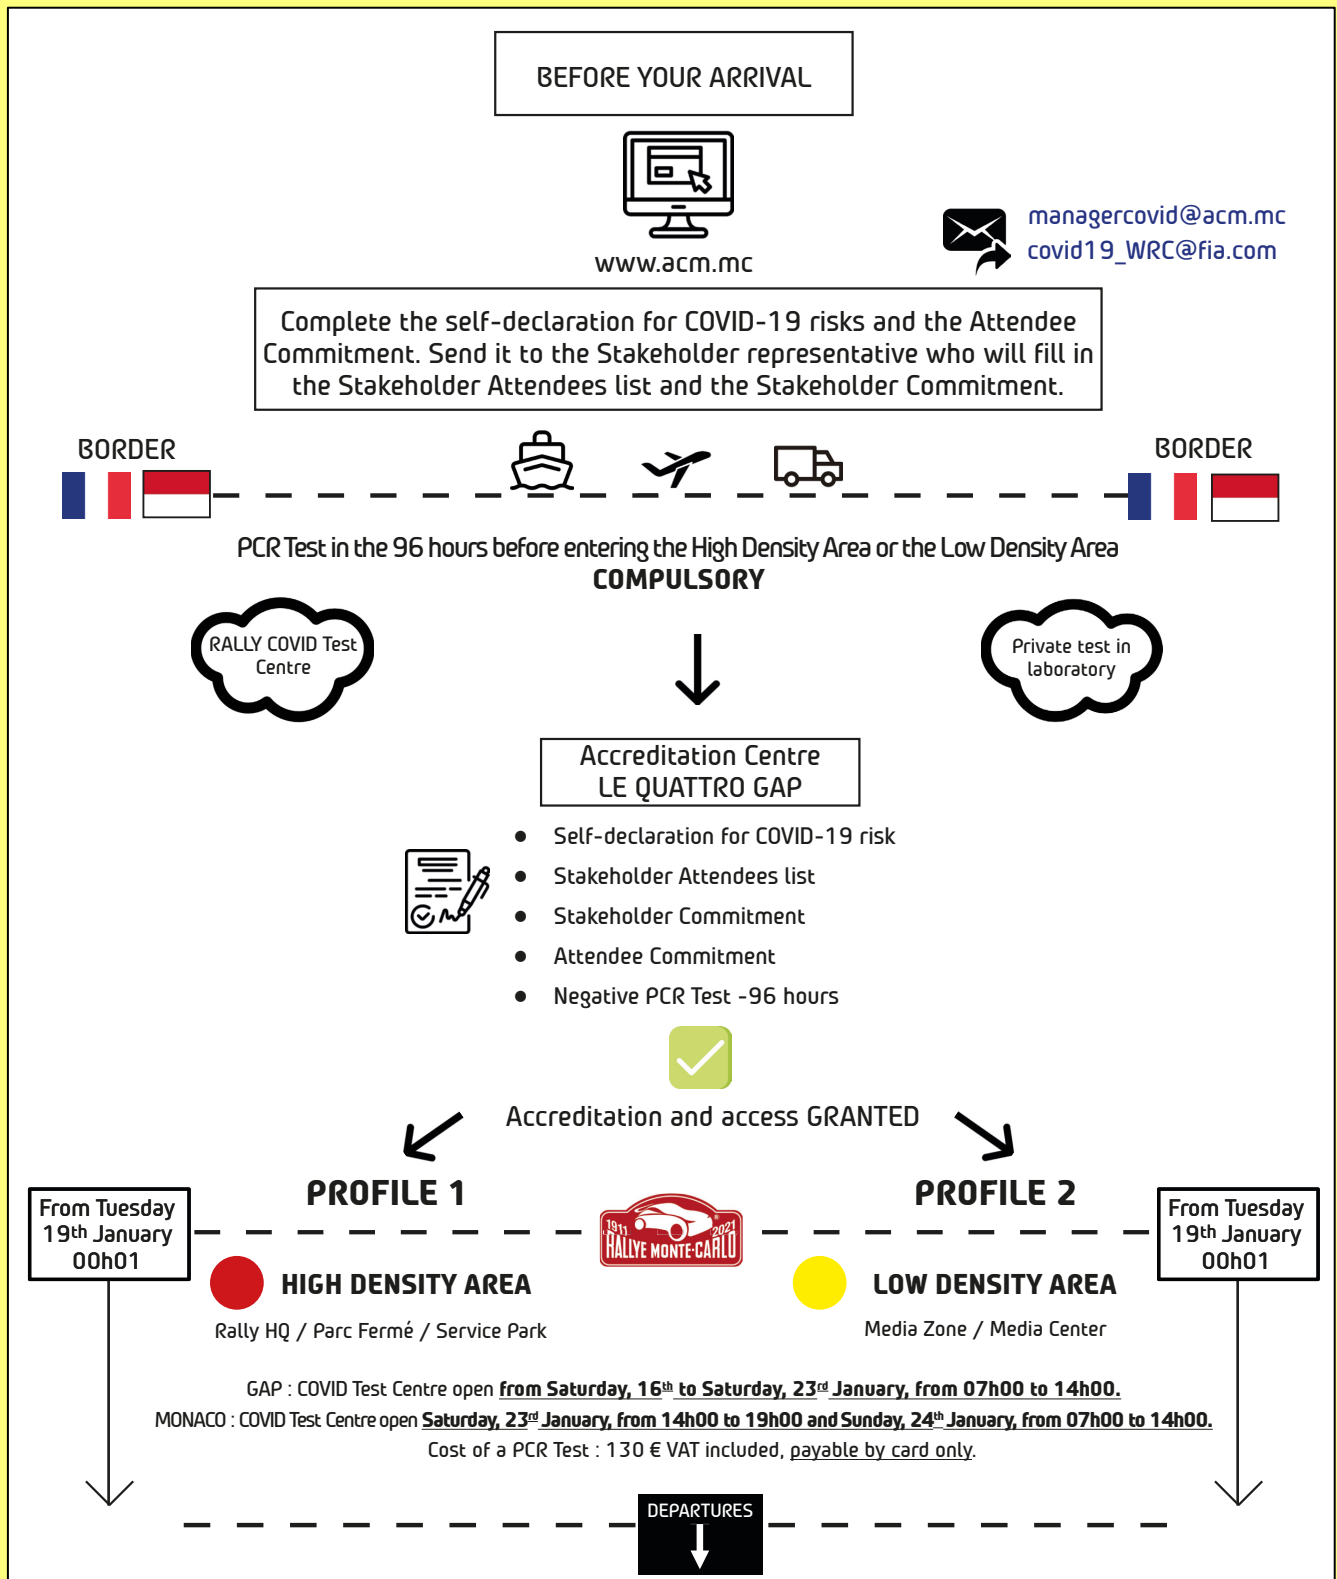 BEFORE YOUR ARRIVAL
www.acm.mc
managercovid@acm.mc
covid19_WRC@fia.com
Complete the self-declaration for COVID-19 risks and the Attendee
Commitment. Send it to the Stakeholder representative who will fill in
the Stakeholder Attendees list and the Stakeholder Commitment.
BORDER
BORDER
PCR Test in the 96 hours before entering the High Density Area or the Low Density Area
COMPULSORY
RALLY COVID Test
Centre
Private test in
laboratory
Accreditation Centre
LE QUATTRO GAP
● Self-declaration for COVID-19 risk
● Stakeholder Attendees list
● Stakeholder Commitment
● Attendee Commitment
● Negative PCR Test -96 hours
Accreditation and access GRANTED
PROFILE 1
PROFILE 2
From Tuesday
19th January
00h01
1911 2021
RALLYE MONTE-CARLO
From Tuesday
19th January
00h01
HIGH DENSITY AREA
Rally HQ / Parc Fermé / Service Park
LOW DENSITY AREA
Media Zone / Media Center
GAP : COVID Test Centre open from Saturday, 16th to Saturday, 23rd January, from 07h00 to 14h00.
MONACO : COVID Test Centre open Saturday, 23rd January, from 14h00 to 19h00 and Sunday, 24th January, from 07h00 to 14h00.
Cost of a PCR Test : 130 € VAT included, payable by card only.
DEPARTURES